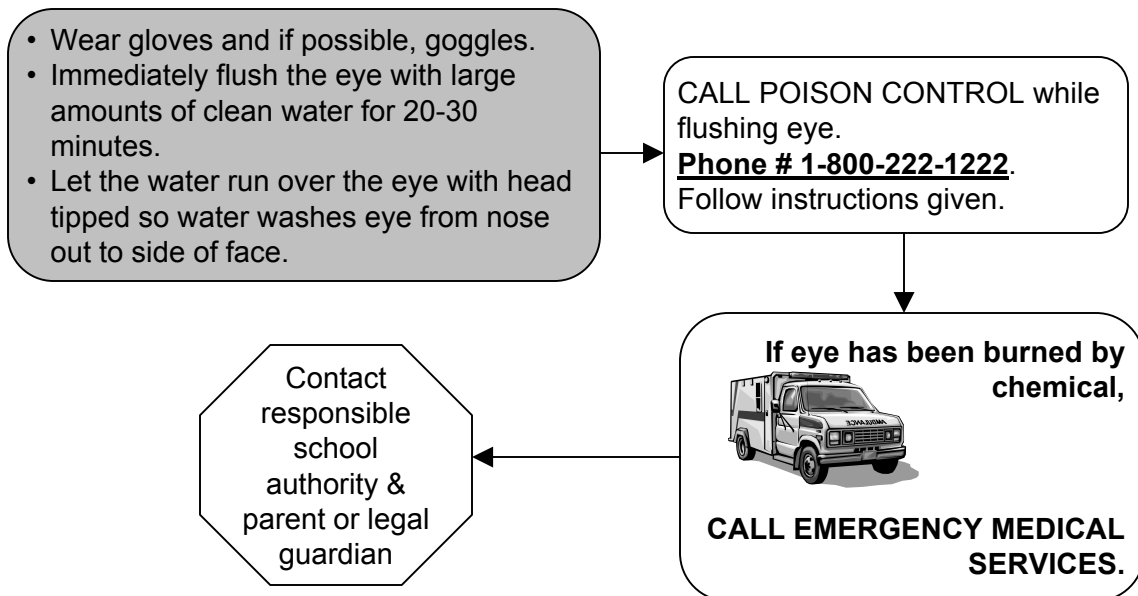 • Wear gloves and if possible, goggles.
• Immediately flush the eye with large
amounts of clean water for 20-30
minutes.
• Let the water run over the eye with head
tipped so water washes eye from nose
out to side of face.
CALL POISON CONTROL while
flushing eye.
Phone # 1-800-222-1222.
Follow instructions given.
If eye has been burned by
chemical,
AMBULANCE
CALL EMERGENCY MEDICAL
SERVICES.
Contact
responsible
school
authority &
parent or legal
guardian